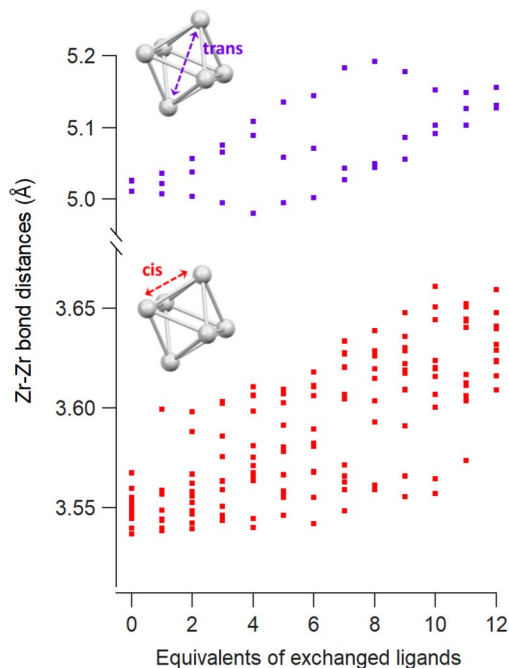 trans
5.2
5.1
5.0
Zr-Zr bond distances (Å)
cis
3.65
3.60
3.55
0 2 4 6 8 10 12
Equivalents of exchanged ligands